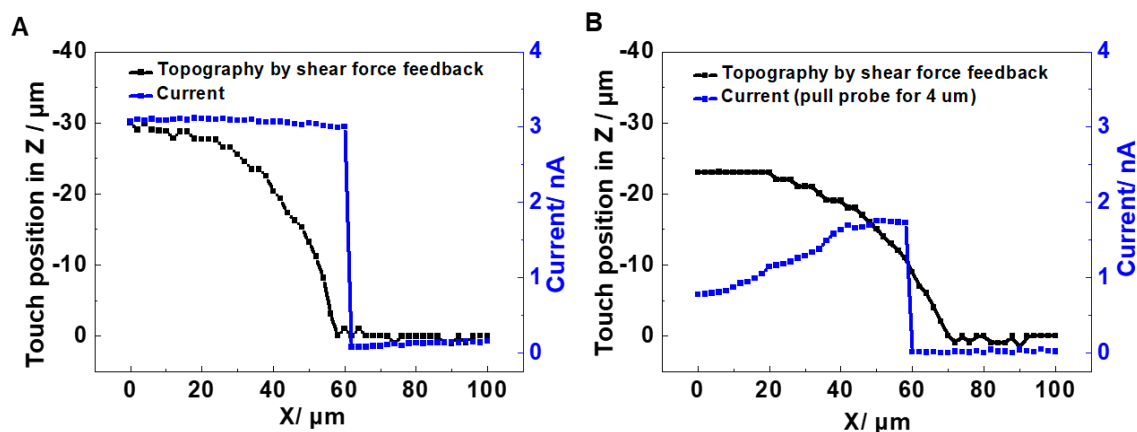 A
Touch position in Z / μm
-40
-30
-20
-10
0
Topography by shear force feedback
Current
4
3
2
1
0
Current/ nA
0 20 40 60 80 100
X/ μm
B
Touch position in Z / μm
-40
-30
-20
-10
0
Topography by shear force feedback
Current (pull probe for 4 um)
4
3
2
1
0
Current/ nA
0 20 40 60 80 100
X/ μm